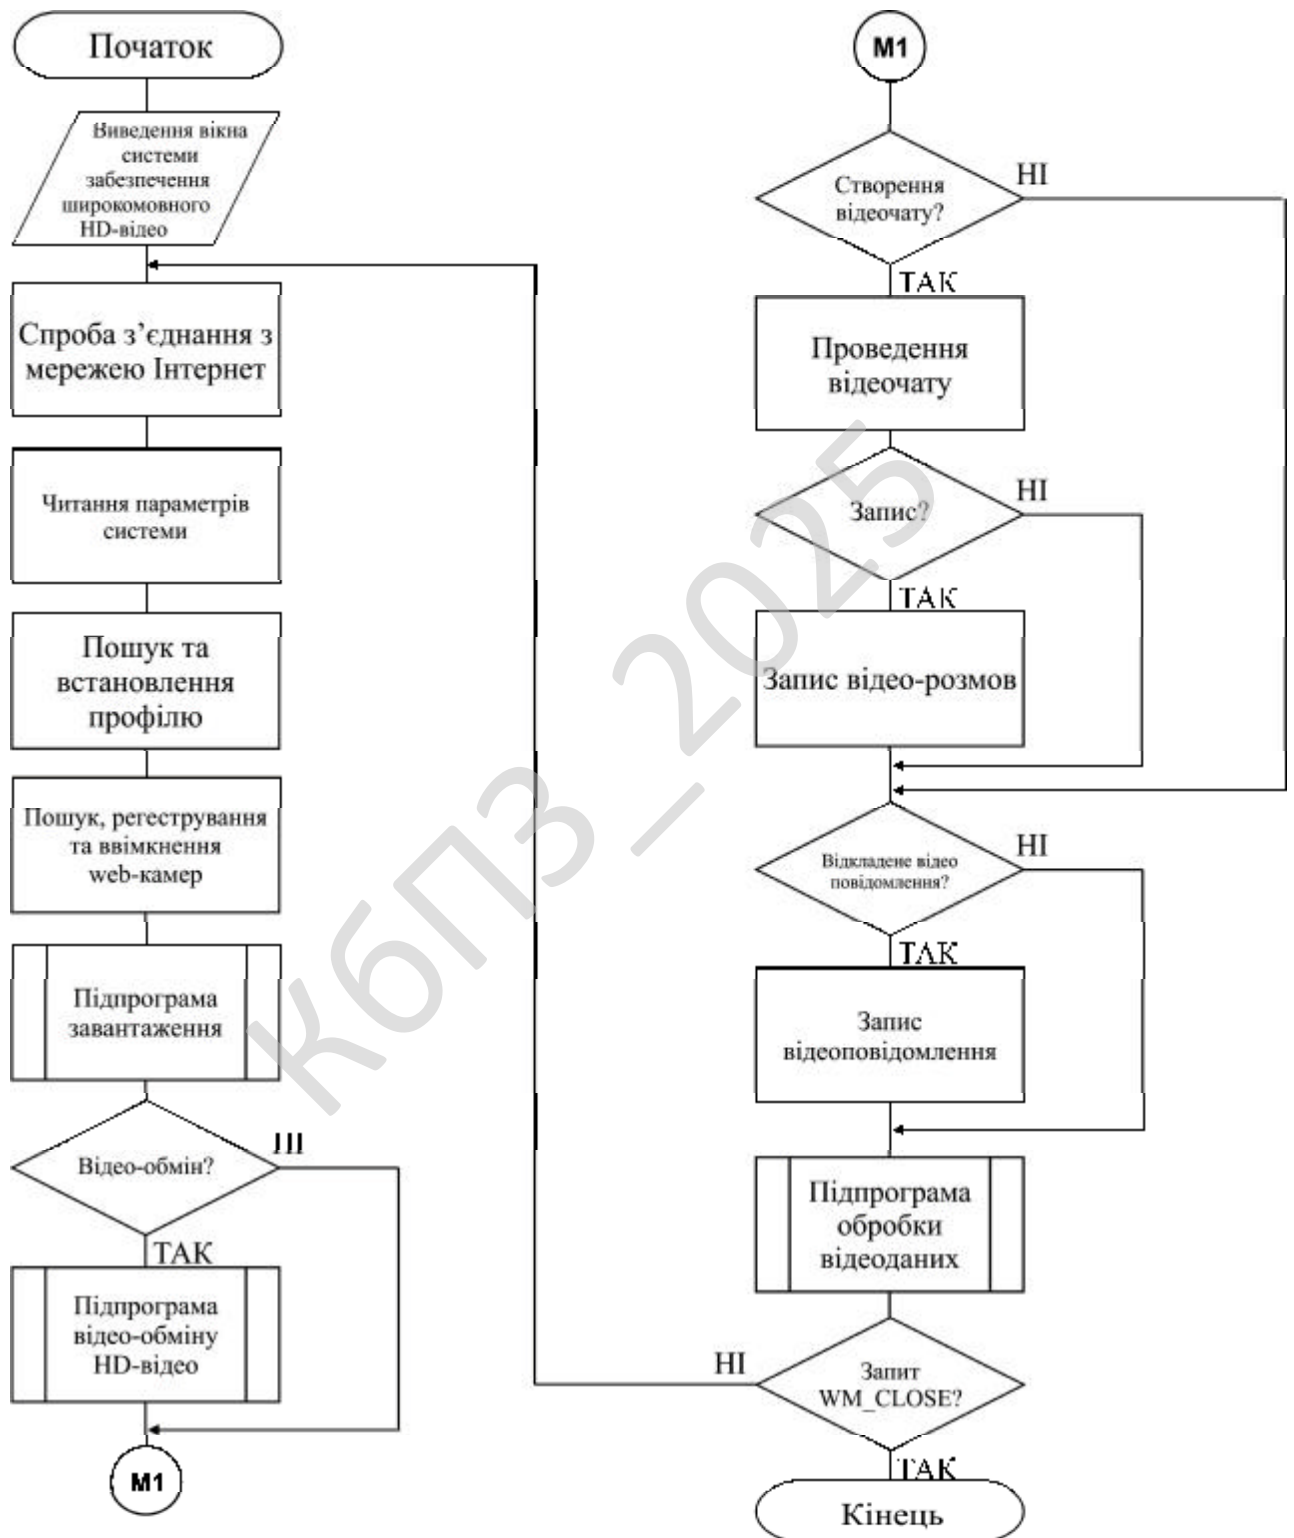 Початок
Виведення вікна
системи
забезпечення
широкомовного
HD-відео
Спроба з’єднання з
мережею Інтернет
Читання параметрів
системи
Пошук та
встановлення
профілю
Пошук, регестрування
та ввімкнення
web-камер
Підпрограма
завантаження
Відео-обмін?
НІ
ТАК
Підпрограма
відео-обміну
HD-відео
М1
М1
Створення
відеочату?
НІ
ТАК
Проведення
відеочату
Запис?
НІ
ТАК
Запис відео-розмов
Відкладене відео
повідомлення?
НІ
ТАК
Запис
відеоповідомлення
Підпрограма
обробки
відеоданих
Запит
WM_CLOSE?
НІ
ТАК
Кінець
КбПЗ_2025